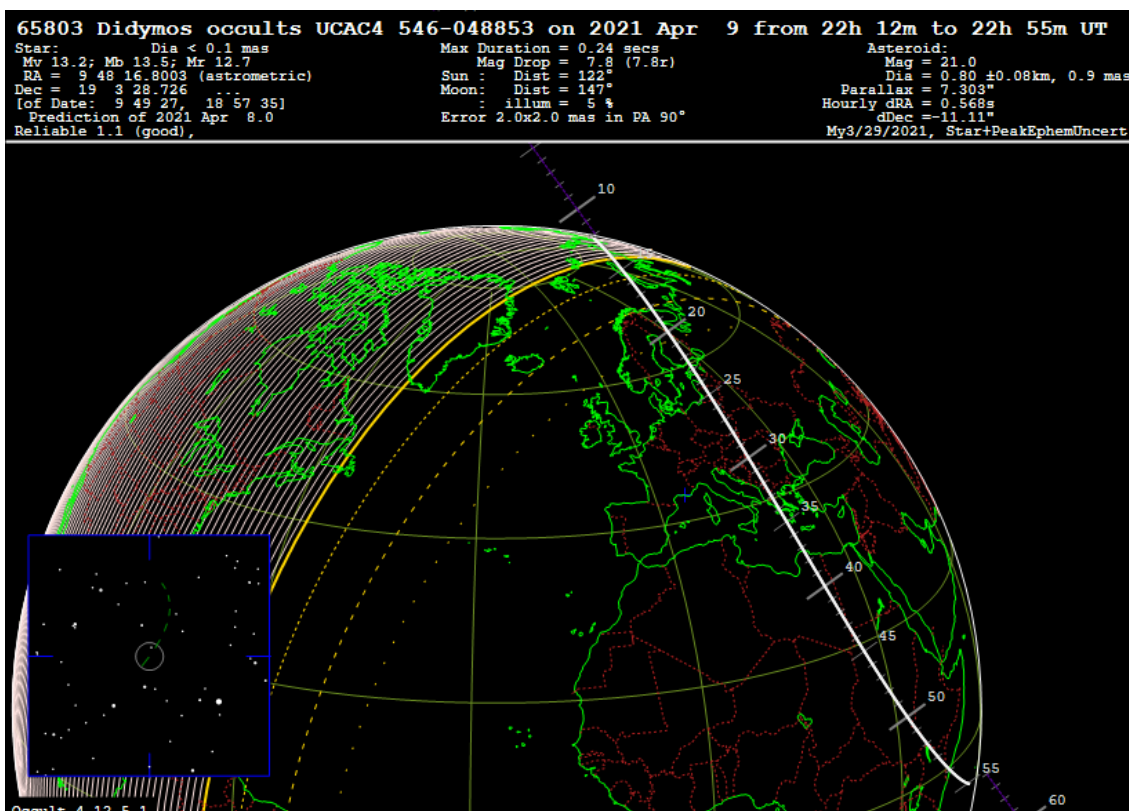 65803 Didymos occults UCAC4 546-048853 on 2021 Apr  9 from 22h 12m to 22h 55m UT
Star:            Dia < 0.1 mas
Mv 13.2; Mb 13.5; Mr 12.7
RA =  9 48 16.8003 (astrometric)
Dec =  19  3 28.726   ...
[of Date:  9 49 27,  18 57 35]
Prediction of 2021 Apr  8.0
Reliable 1.1 (good),
Max Duration = 0.24 secs
Mag Drop =  7.8 (7.8r)
Sun :   Dist = 122°
Moon:   Dist = 147°
:  illum =  5 %
Error 2.0x2.0 mas in PA 90°
Asteroid:
Mag = 21.0
Dia = 0.80 ±0.08km, 0.9 mas
Parallax = 7.303"
Hourly dRA = 0.568s
dDec =-11.11"
My3/29/2021, Star+PeakEphemUncert
10
20
25
30
35
40
45
50
55
60
Occult 4.12.5.1